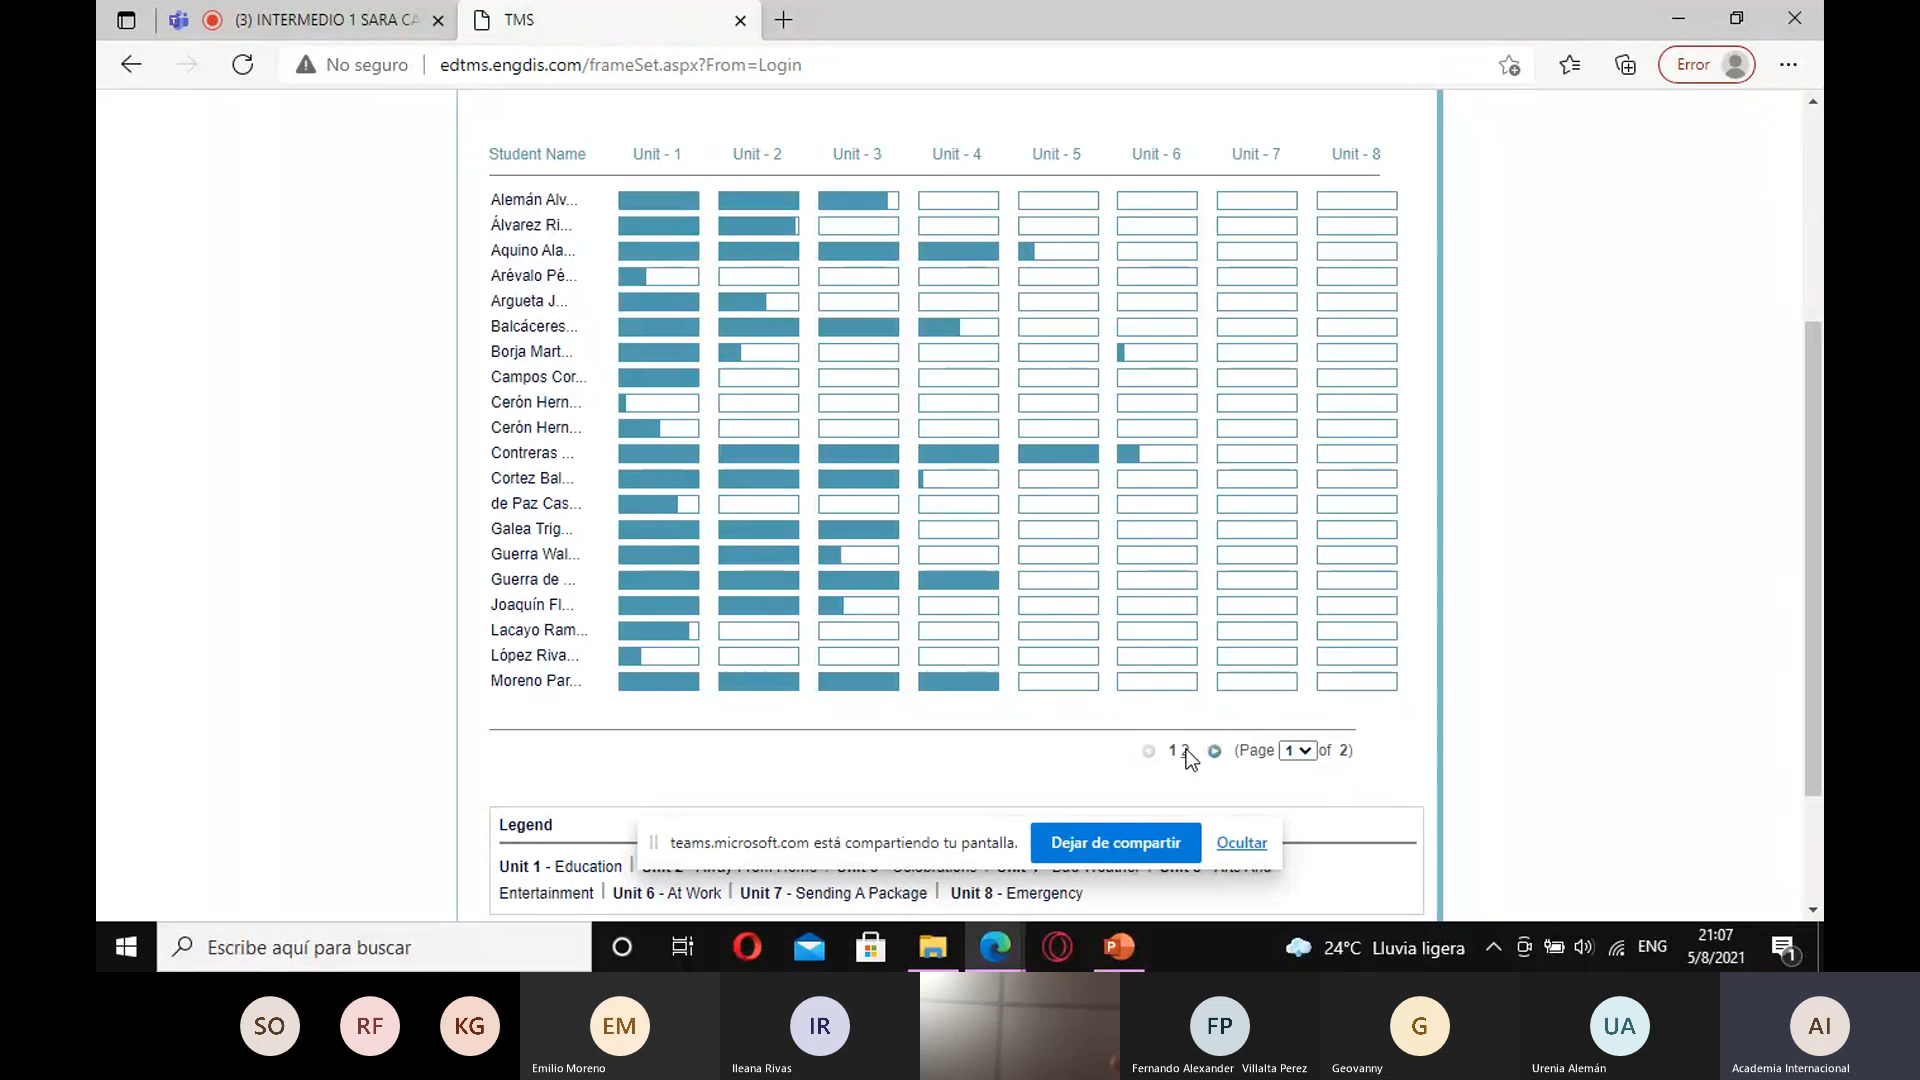 (3) INTERMEDIO 1 SARA CA
TMS
No seguro
edtms.engdis.com/frameSet.aspx?From=Login
Error
Student Name Unit - 1 Unit - 2 Unit - 3 Unit - 4 Unit - 5 Unit - 6 Unit - 7 Unit - 8
Alemán Alv...
Álvarez Ri...
Aquino Ala...
Arévalo Pé...
Argueta J...
Balcáceres...
Borja Mart...
Campos Cor...
Cerón Hern...
Cerón Hern...
Contreras ...
Cortez Bal...
de Paz Cas...
Galea Trig...
Guerra Wal...
Guerra de ...
Joaquín Fl...
Lacayo Ram...
López Riva...
Moreno Par...
1 2 (Page 1 of 2)
Legend
teams.microsoft.com está compartiendo tu pantalla. Dejar de compartir Ocultar
Unit 1 - Education
Entertainment | Unit 6 - At Work | Unit 7 - Sending A Package | Unit 8 - Emergency
Escribe aquí para buscar
24°C Lluvia ligera
ENG
21:07
5/8/2021
1
SO RF KG EM IR FP G UA AI
Emilio Moreno
Ileana Rivas
Fernando Alexander Villalta Perez
Geovanny
Urenia Alemán
Academia Internacional